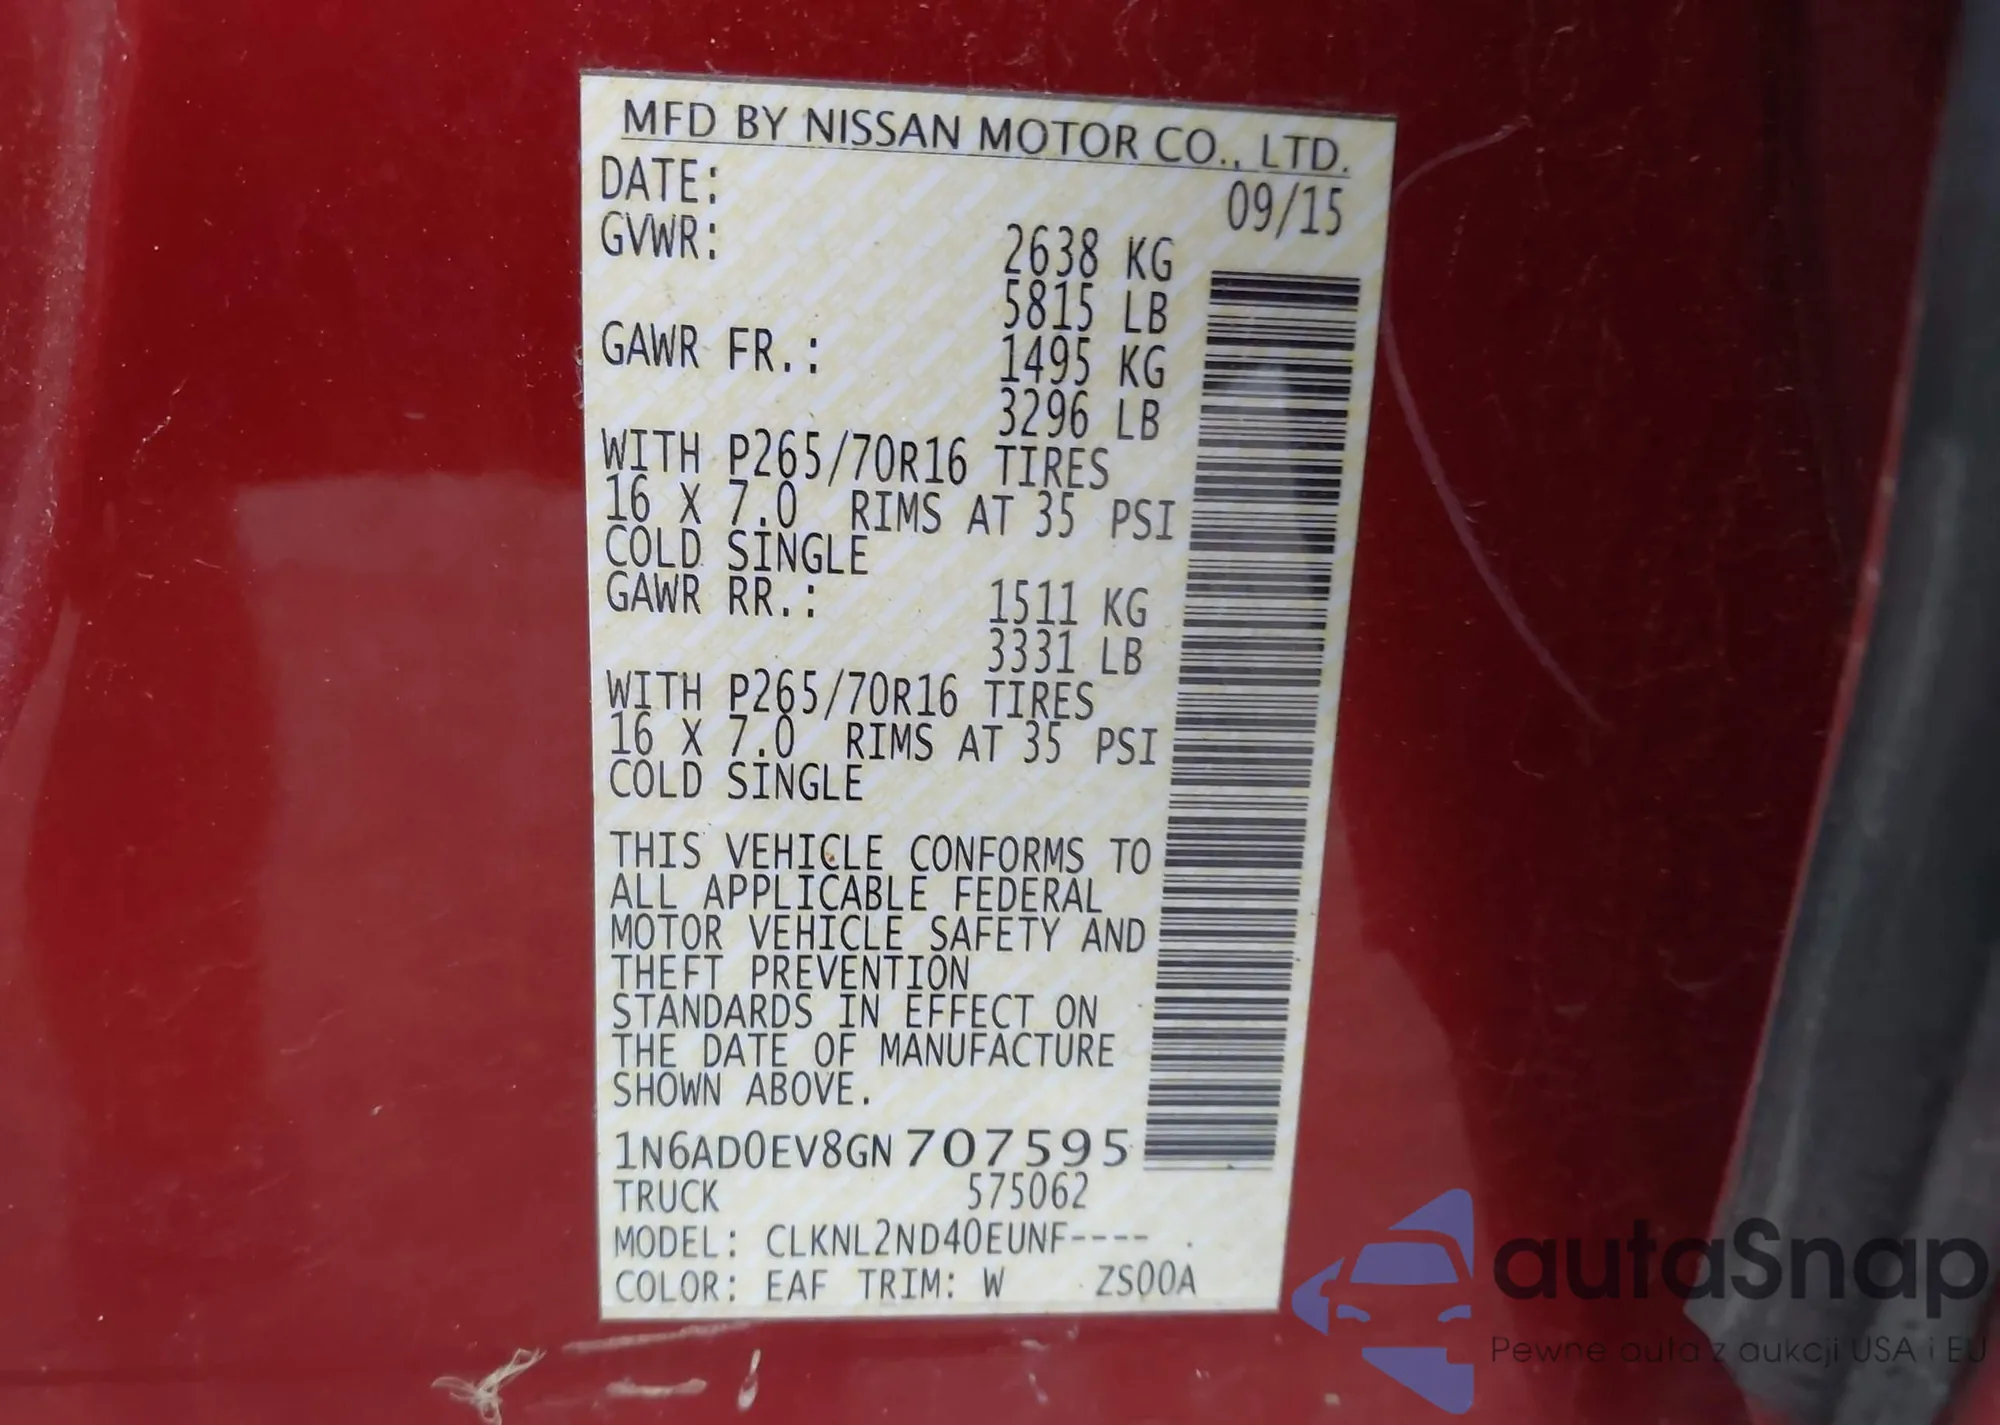 MFD BY NISSAN MOTOR CO., LTD.
DATE: 09/15
GVWR: 2638 KG
5815 LB
GAWR FR.: 1495 KG
3296 LB
WITH P265/70R16 TIRES
16 X 7.0 RIMS AT 35 PSI
COLD SINGLE
GAWR RR.: 1511 KG
3331 LB
WITH P265/70R16 TIRES
16 X 7.0 RIMS AT 35 PSI
COLD SINGLE
THIS VEHICLE CONFORMS TO
ALL APPLICABLE FEDERAL
MOTOR VEHICLE SAFETY AND
THEFT PREVENTION
STANDARDS IN EFFECT ON
THE DATE OF MANUFACTURE
SHOWN ABOVE.
1N6AD0EV8GN707595
TRUCK 575062
MODEL: CLKNL2ND40EUNF----
COLOR: EAF TRIM: W ZS00A
autaSnap
Pewne auta z aukcji USA i EU